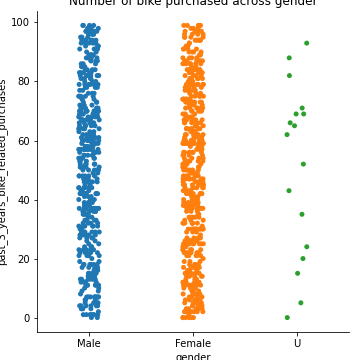 Number of bike purchased across gender
100
80
60
40
20
0
past_3_years_bike_related_purchases
Male Female U
gender